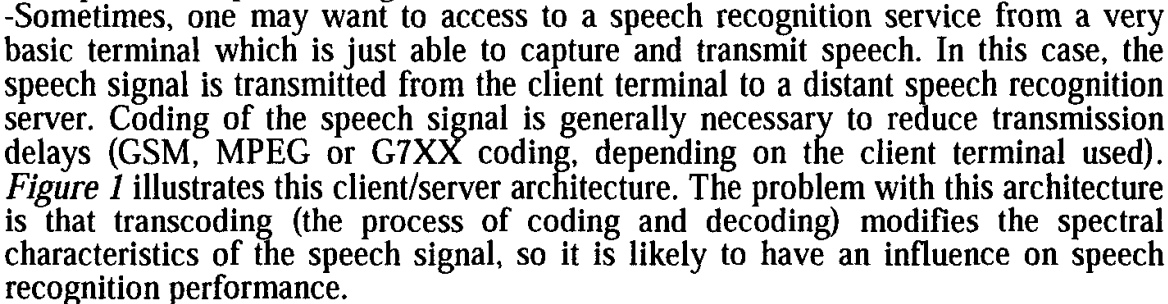 -Sometimes, one may want to access to a speech recognition service from a very
basic terminal which is just able to capture and transmit speech. In this case, the
speech signal is transmitted from the client terminal to a distant speech recognition
server. Coding of the speech signal is generally necessary to reduce transmission
delays (GSM, MPEG or G7XX coding, depending on the client terminal used).
Figure 1 illustrates this client/server architecture. The problem with this architecture
is that transcoding (the process of coding and decoding) modifies the spectral
characteristics of the speech signal, so it is likely to have an influence on speech
recognition performance.